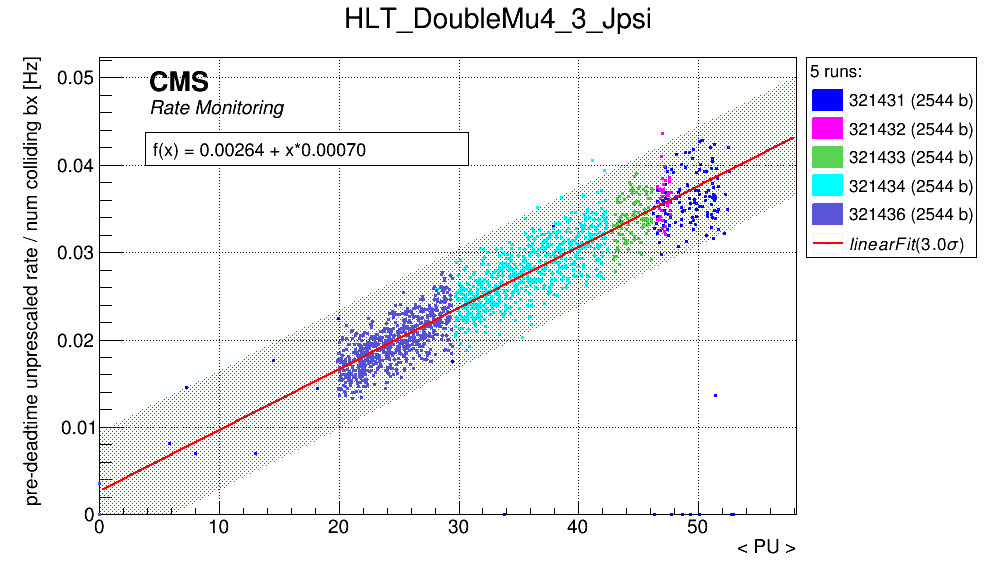 HLT_DoubleMu4_3_Jpsi
pre-deadtime unprescaled rate / num colliding bx [Hz]
0.05
0.04
0.03
0.02
0.01
0
CMS
Rate Monitoring
f(x) = 0.00264 + x*0.00070
0 10 20 30 40 50
< PU >
5 runs:
321431 (2544 b)
321432 (2544 b)
321433 (2544 b)
321434 (2544 b)
321436 (2544 b)
linearFit(3.0σ)